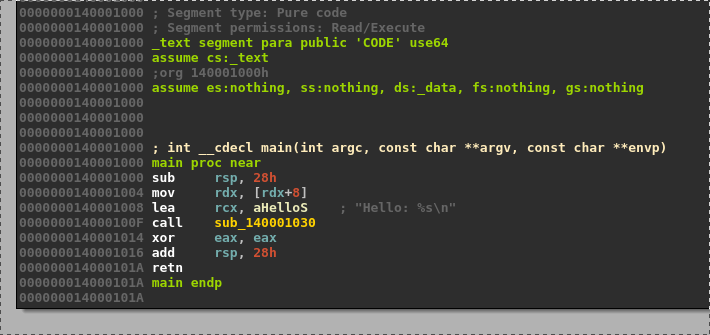 0000000140001000 ; Segment type: Pure code
0000000140001000 ; Segment permissions: Read/Execute
0000000140001000 _text segment para public 'CODE' use64
0000000140001000 assume cs:_text
0000000140001000 ;org 140001000h
0000000140001000 assume es:nothing, ss:nothing, ds:_data, fs:nothing, gs:nothing
0000000140001000
0000000140001000
0000000140001000
0000000140001000 ; int __cdecl main(int argc, const char **argv, const char **envp)
0000000140001000 main proc near
0000000140001000 sub     rsp, 28h
0000000140001004 mov     rdx, [rdx+8]
0000000140001008 lea     rcx, aHelloS    ; "Hello: %s\n"
000000014000100F call    sub_140001030
0000000140001014 xor     eax, eax
0000000140001016 add     rsp, 28h
000000014000101A retn
000000014000101A main endp
000000014000101A